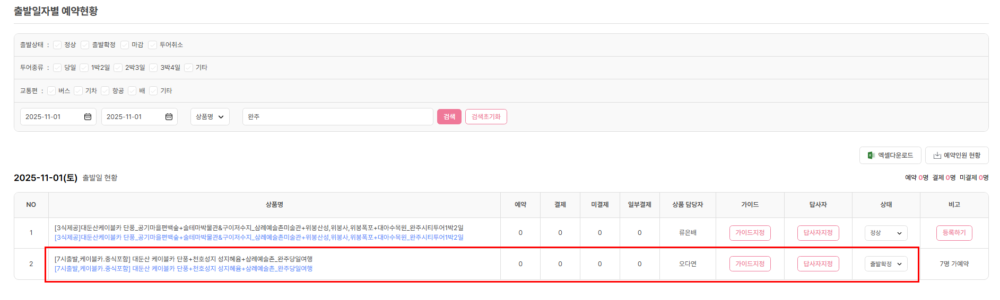 출발일자별 예약현황
출발상태 : 정상 출발확정 마감 투어취소
투어종류 : 당일 1박2일 2박3일 3박4일 기타
교통편 : 버스 기차 항공 배 기타
2025-11-01 2025-11-01 상품명 완주 검색 검색초기화
엑셀다운로드 예약인원 현황
2025-11-01(토) 출발일 현황 예약 0명 결제 0명 미결제 0명
NO 상품명 예약 결제 미결제 일부결제 상품 담당자 가이드 답사자 상태 비고
[3식제공]대둔산케이블카 단풍_공기마을편백숲+술테마박물관&구이저수지_삼례예술촌미술관+위봉산성,위봉사,위봉폭포+대아수목원_완주시티투어1박2일
1 0 0 0 0 류은배 가이드지정 답사자지정 정상 등록하기
[3식제공]대둔산케이블카 단풍_공기마을편백숲+술테마박물관&구이저수지_삼례예술촌미술관+위봉산성,위봉사,위봉폭포+대아수목원_완주시티투어1박2일
[7시출발,케이블카.중식포함] 대둔산 케이블카 단풍+천호성지 성지혜윰+삼례예술촌_완주당일여행
2 0 0 0 0 오다연 가이드지정 답사자지정 출발확정 7명 가예약
[7시출발,케이블카.중식포함] 대둔산 케이블카 단풍+천호성지 성지혜윰+삼례예술촌_완주당일여행